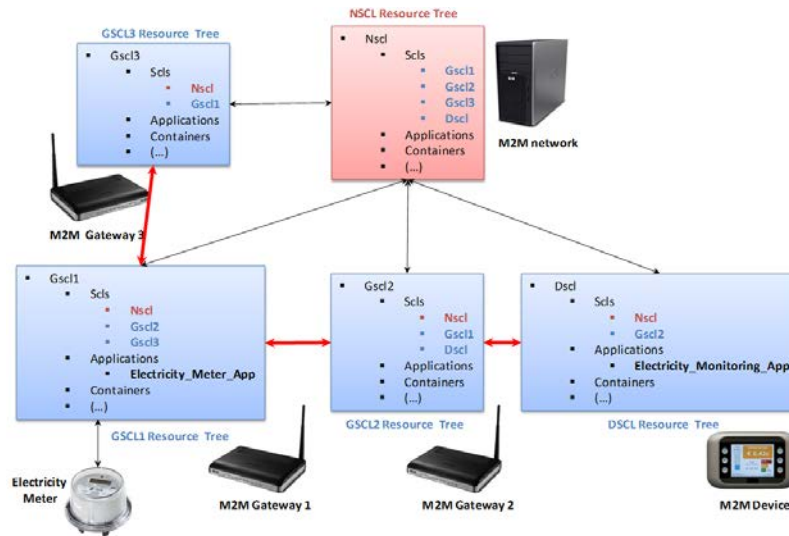 NSCL Resource Tree
GSCL3 Resource Tree
▪ Gscl3
▪ Scls
▪ Nscl
▪ Gscl1
▪ Applications
▪ Containers
▪ (...)
▪ Nscl
▪ Scls
▪ Gscl1
▪ Gscl2
▪ Gscl3
▪ Dscl
▪ Applications
▪ Containers
▪ (...)
M2M network
M2M Gateway 3
▪ Gscl1
▪ Scls
▪ Nscl
▪ Gscl2
▪ Gscl3
▪ Applications
▪ Electricity_Meter_App
▪ Containers
▪ (...)
GSCL1 Resource Tree
▪ Gscl2
▪ Scls
▪ Nscl
▪ Gscl1
▪ Dscl
▪ Applications
▪ Containers
▪ (...)
GSCL2 Resource Tree
▪ Dscl
▪ Scls
▪ Nscl
▪ Gscl2
▪ Applications
▪ Electricity_Monitoring_App
▪ Containers
▪ (...)
DSCL Resource Tree
Electricity
Meter
M2M Gateway 1
M2M Gateway 2
M2M Device